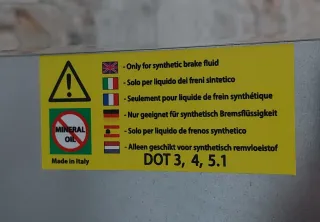 - Only for synthetic brake fluid
- Solo per liquido dei freni sintetico
- Seulement pour liquide de frein synthétique
- Nur geeignet für synthetisch Bremsflüssigkeit
- Solo per liquido de frenos synthetico
- Alleen geschikt voor synthetisch remvloeistof
DOT 3, 4, 5.1
MINERAL
OIL
Made in Italy